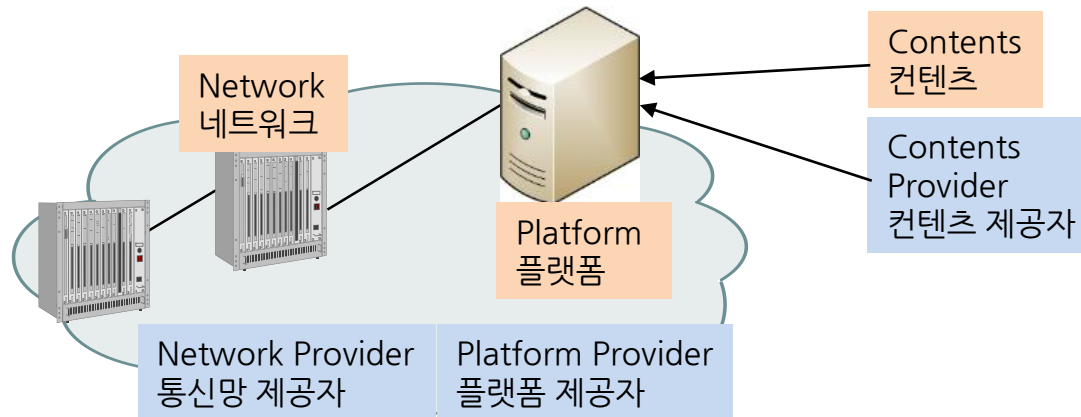 Network
네트워크
Contents
컨텐츠
Contents
Provider
컨텐츠 제공자
Platform
플랫폼
Network Provider
통신망 제공자
Platform Provider
플랫폼 제공자